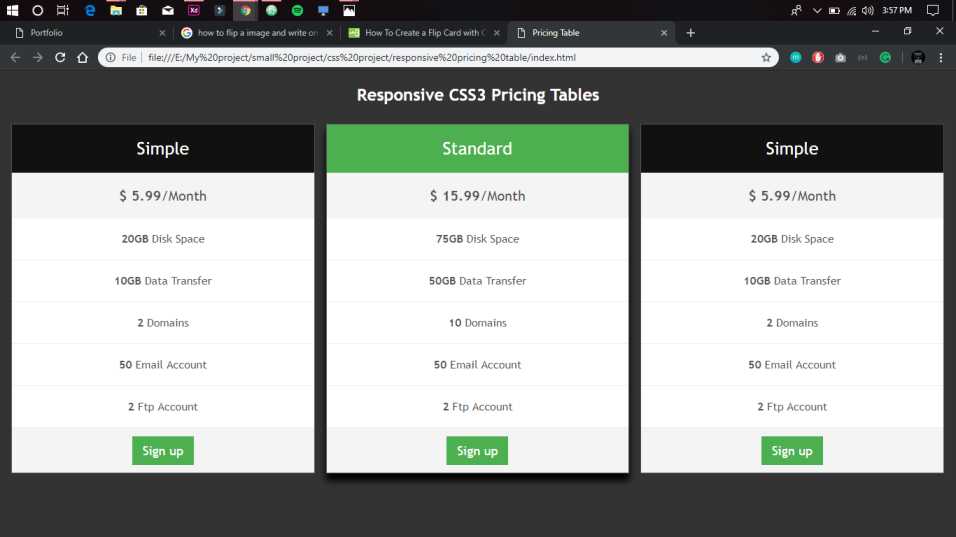 3:57 PM
Portfolio
how to flip a image and write on
How To Create a Flip Card with C
Pricing Table
File
file:///E:/My%20project/small%20project/css%20project/responsive%20pricing%20table/index.html
Responsive CSS3 Pricing Tables
Simple
$ 5.99/Month
20GB Disk Space
10GB Data Transfer
2 Domains
50 Email Account
2 Ftp Account
Sign up
Standard
$ 15.99/Month
75GB Disk Space
50GB Data Transfer
10 Domains
50 Email Account
2 Ftp Account
Sign up
Simple
$ 5.99/Month
20GB Disk Space
10GB Data Transfer
2 Domains
50 Email Account
2 Ftp Account
Sign up